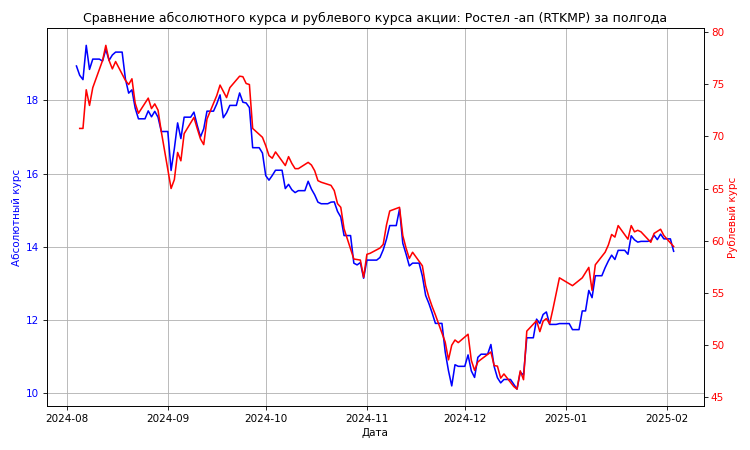 Сравнение абсолютного курса и рублевого курса акции: Ростел -ап (RTKMP) за полгода
Абсолютный курс
18
16
14
12
10
80
75
70
65
60
55
50
45
Рублевый курс
2024-08 2024-09 2024-10 2024-11 2024-12 2025-01 2025-02
Дата